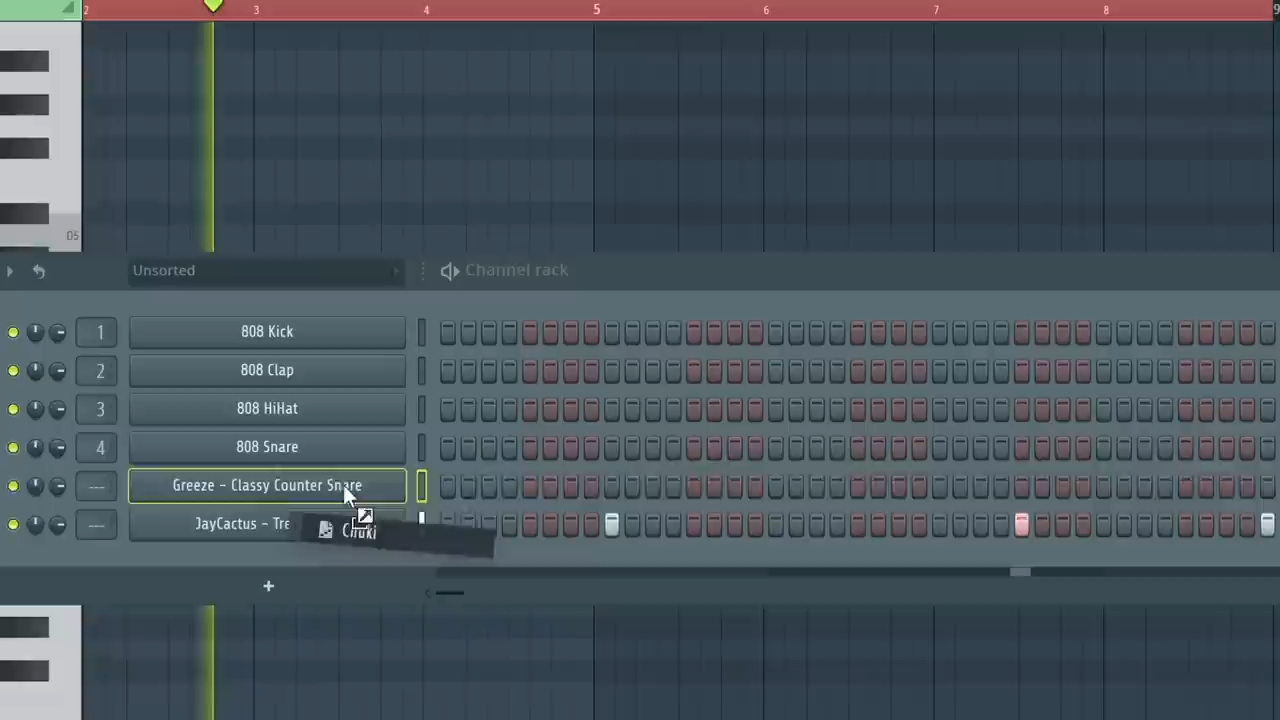 2 3 4 5 6 7 8 9
05
Unsorted
Channel rack
1 808 Kick
2 808 Clap
3 808 HiHat
4 808 Snare
--- Greeze - Classy Counter Snare
--- JayCactus - Tre
+